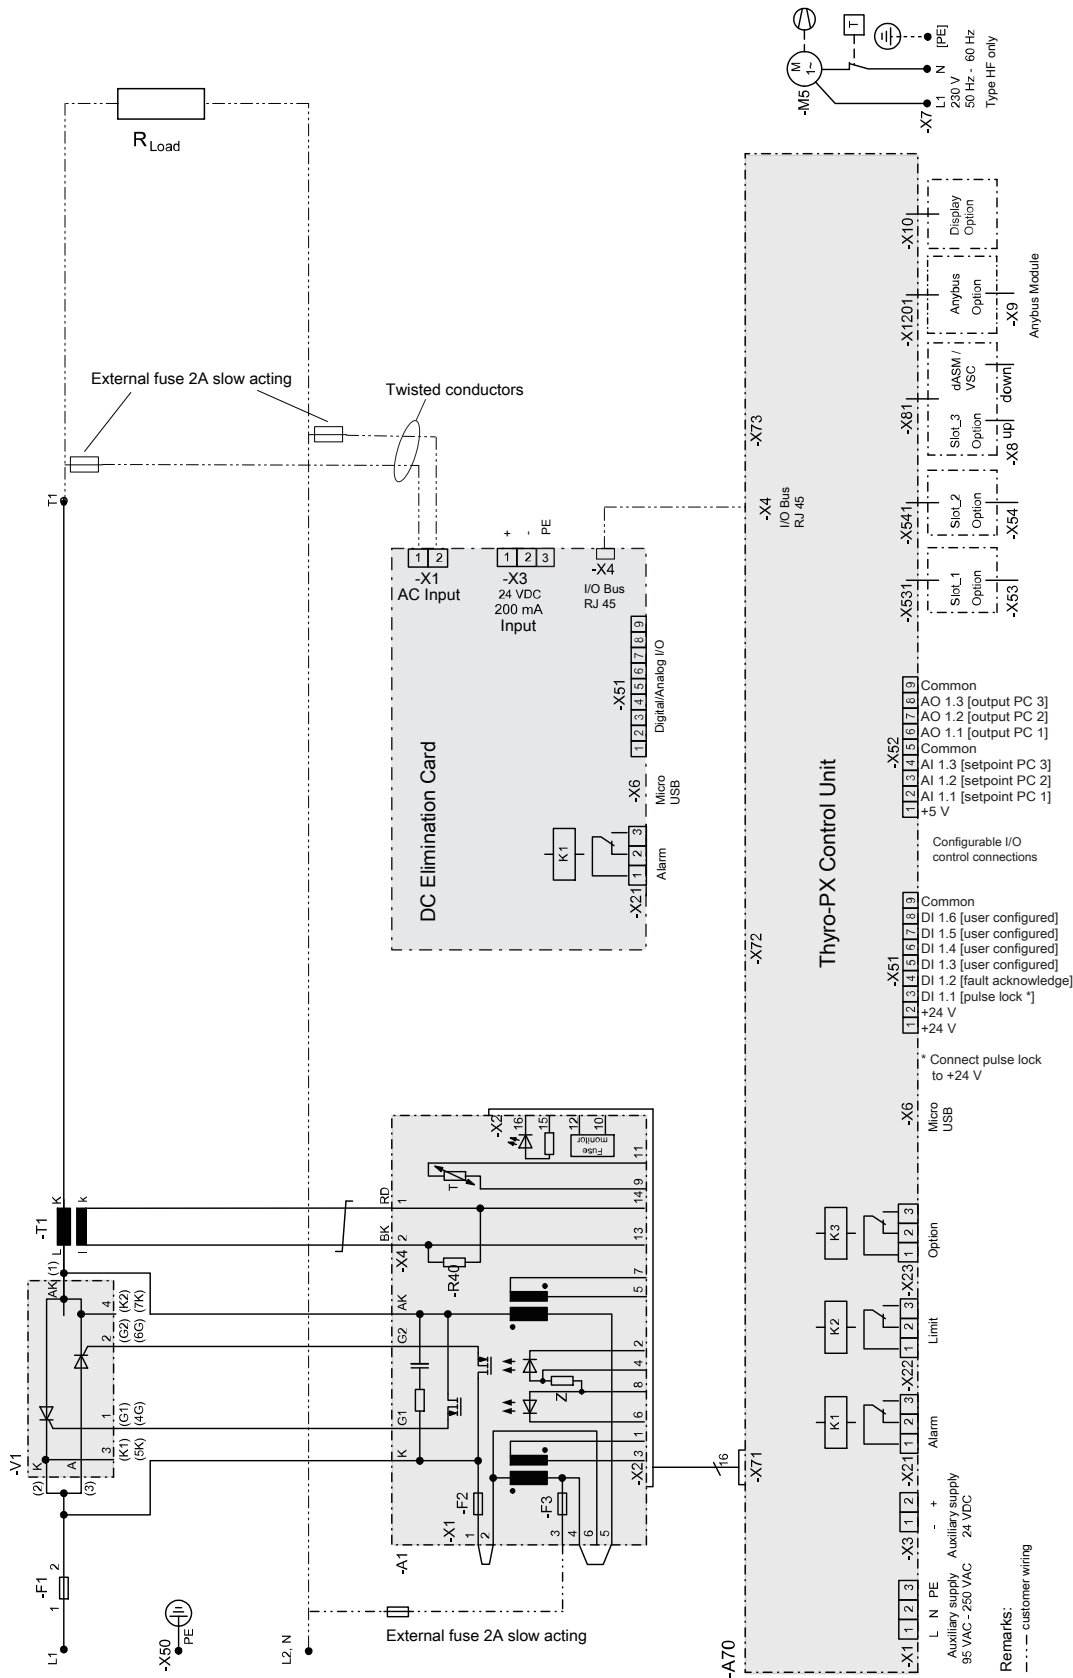 -M5
M
1~
T
-X7
L1
N
[PE]
230 V
50 Hz - 60 Hz
Type HF only
R Load
External fuse 2A slow acting
Twisted conductors
T1
1
2
-X1
AC Input
+
-
PE
1
2
3
-X3
24 VDC
200 mA
Input
-X4
I/O Bus
RJ 45
DC Elimination Card
-X51
1 2 3 4 5 6 7 8 9
Digital/Analog I/O
-X6
Micro
USB
K1
-X21
1 2 3
Alarm
-X73
-X4
I/O Bus
RJ 45
-X72
Thyro-PX Control Unit
-X10
Display
Option
-X1201
Anybus
Option
-X9
Anybus Module
-X81
dASM /
VSC
Slot_3
Option
down
-X8 up
-X541
Slot_2
Option
-X54
-X531
Slot_1
Option
-X53
-X52
9 Common
8 AO 1.3 [output PC 3]
7 AO 1.2 [output PC 2]
6 AO 1.1 [output PC 1]
5 Common
4 AI 1.3 [setpoint PC 3]
3 AI 1.2 [setpoint PC 2]
2 AI 1.1 [setpoint PC 1]
1 +5 V
Configurable I/O
control connections
-X51
9 Common
8 DI 1.6 [user configured]
7 DI 1.5 [user configured]
6 DI 1.4 [user configured]
5 DI 1.3 [user configured]
4 DI 1.2 [fault acknowledge]
3 DI 1.1 [pulse lock *]
2 +24 V
1 +24 V
* Connect pulse lock
to +24 V
-X6
Micro
USB
K3
-X23
1 2 3
Option
K2
-X22
1 2 3
Limit
K1
-X21
1 2 3
Alarm
-X71
16
-X3
1 2
- +
Auxiliary supply
24 VDC
-X1
1 2 3
L N PE
Auxiliary supply
95 VAC - 250 VAC
-A70
Remarks:
customer wiring
-T1
K
k
L
l
AK (1)
-V1
K
(2)
A
(3)
4
(K2)
(7K)
2
(G2)
(6G)
1
(G1)
(4G)
3
(K1)
(5K)
-F1
1
2
L1
-X50
PE
L2, N
External fuse 2A slow acting
-A1
-X1
1
2
3
4
6
5
-F2
-F3
K
G1
G2
AK
-X4
BK
2
RD
1
-R40
T
Z
-X2
16
15
12
10
Fuse
monitor
11
9
14
13
7
5
2
4
8
6
1
3
-X2